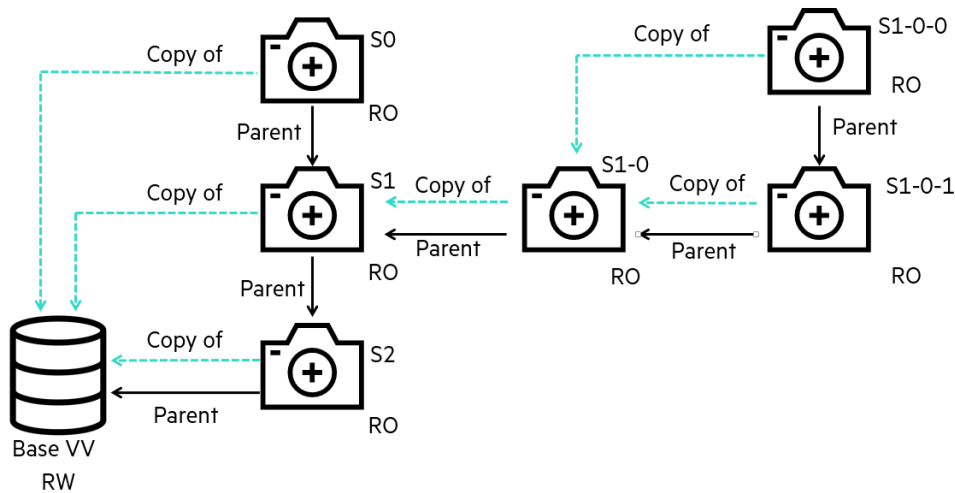 S0
S1-0-0
Copy of
Copy of
RO
RO
Parent
Parent
S1-0
S1
Copy of
Copy of
Copy of
S1-0-1
Parent
Parent
RO
RO
RO
Parent
Copy of
S2
Parent
RO
Base VV
RW